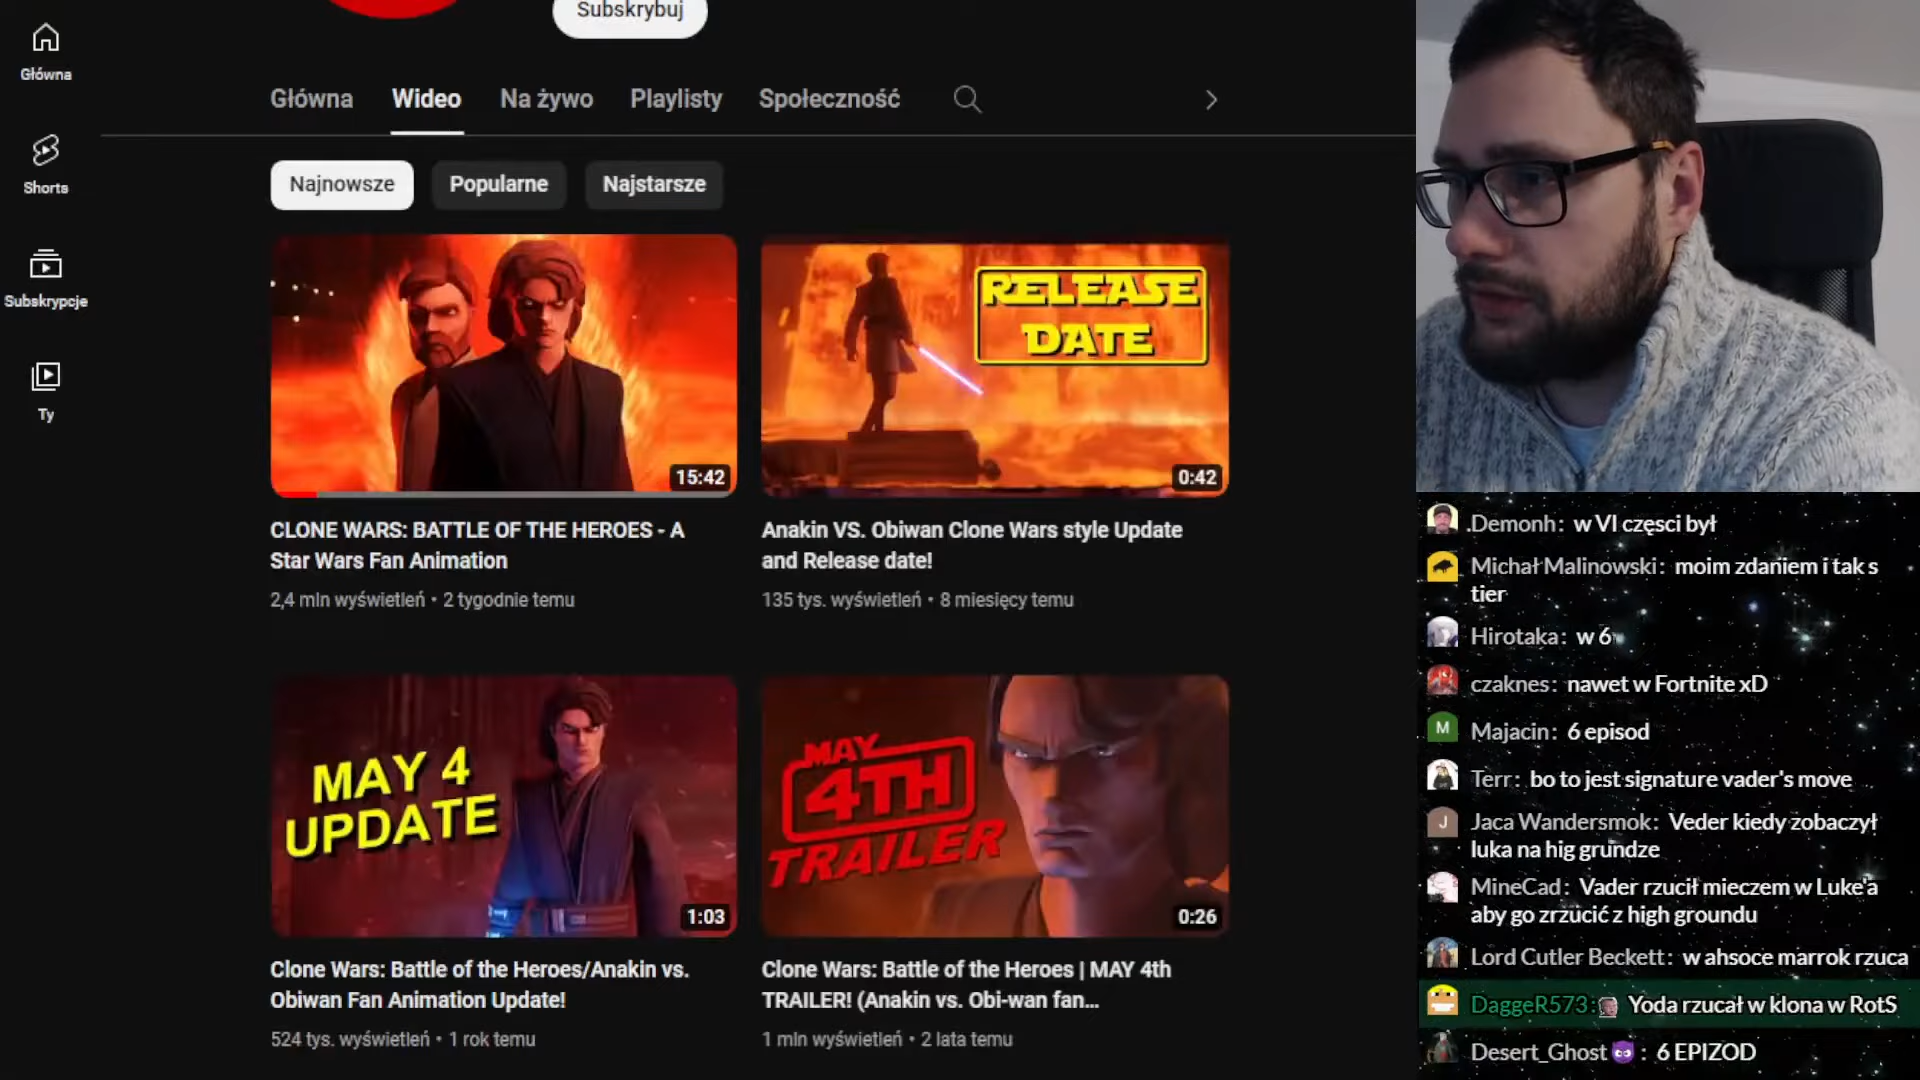 Subskrybuj
Główna
Shorts
Subskrypcje
Ty
Główna Wideo Na żywo Playlisty Społeczność
Najnowsze Popularne Najstarsze
15:42
CLONE WARS: BATTLE OF THE HEROES - A
Star Wars Fan Animation
2,4 mln wyświetleń • 2 tygodnie temu
RELEASE
DATE
0:42
Anakin VS. Obiwan Clone Wars style Update
and Release date!
135 tys. wyświetleń • 8 miesięcy temu
MAY 4
UPDATE
1:03
Clone Wars: Battle of the Heroes/Anakin vs.
Obiwan Fan Animation Update!
524 tys. wyświetleń • 1 rok temu
MAY
4TH
TRAILER
0:26
Clone Wars: Battle of the Heroes | MAY 4th
TRAILER! (Anakin vs. Obi-wan fan...
1 mln wyświetleń • 2 lata temu
.Demonh: w VI częsci był
Michał Malinowski: moim zdaniem i tak s
tier
Hirotaka: w 6
czaknes: nawet w Fortnite xD
M
Majacin: 6 episod
Terr: bo to jest signature vader's move
J
Jaca Wandersmok: Veder kiedy zobaczył
luka na hig grundze
MineCad: Vader rzucił mieczem w Luke'a
aby go zrzucić z high groundu
Lord Cutler Beckett: w ahsoce marrok rzuca
DaggeR573: Yoda rzucał w klona w RotS
Desert_Ghost😈: 6 EPIZOD